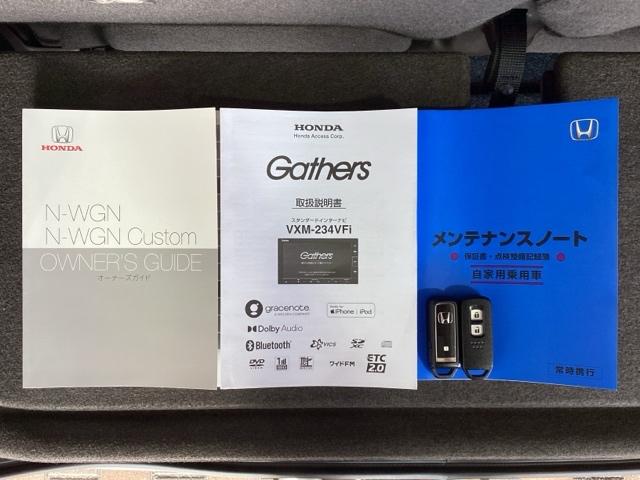 HONDA
N-WGN
N-WGN Custom
OWNER'S GUIDE
オーナーズガイド
HONDA
Honda Access Corp.
Gathers
取扱説明書
スタンダードインターナビ
VXM-234VFi
Gathers
gracenote
iPhone | iPod
Dolby Audio
Bluetooth
VICS
SD
XC
DVD
VIDEO
ワイドFM
ETC
2.0
メンテナンスノート
保証書・点検整備記録簿
自家用乗用車
常時携行